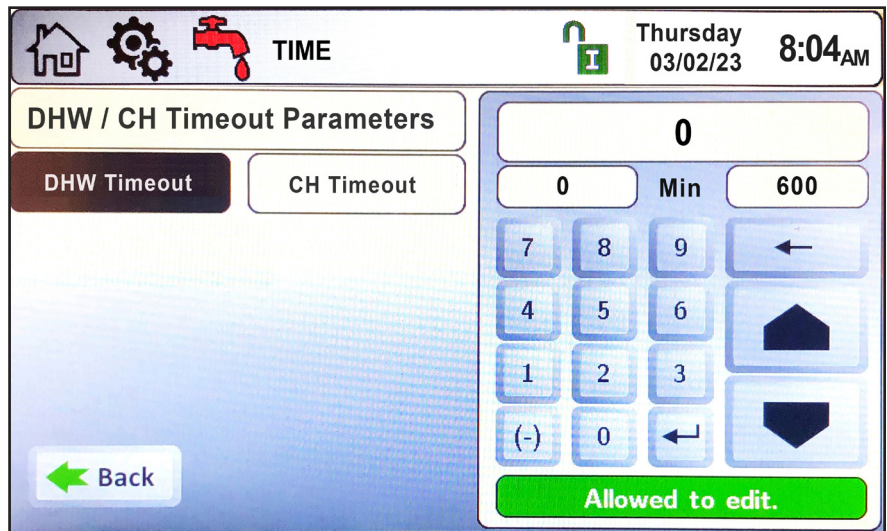 TIME
I
Thursday
03/02/23
8:04AM
DHW / CH Timeout Parameters
DHW Timeout
CH Timeout
0
0 Min 600
7 8 9
4 5 6
1 2 3
(-) 0
Back
Allowed to edit.